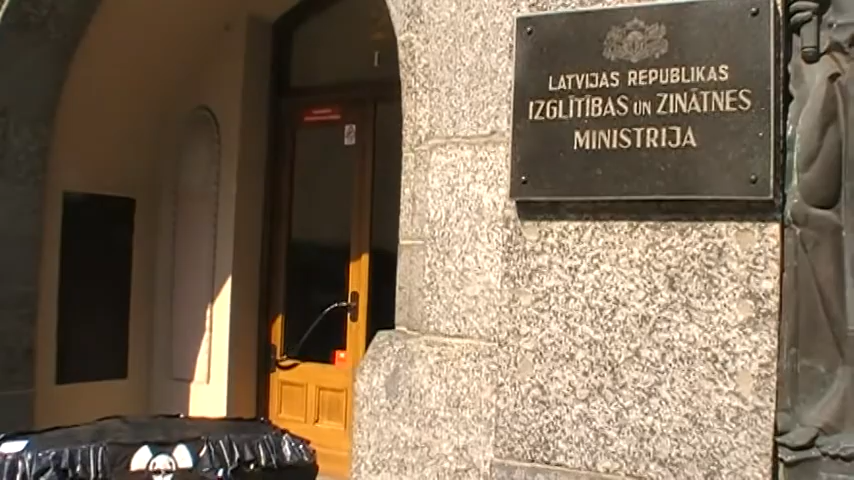 LATVIJAS REPUBLIKAS
IZGLĪTĪBAS UN ZINĀTNES
MINISTRIJA